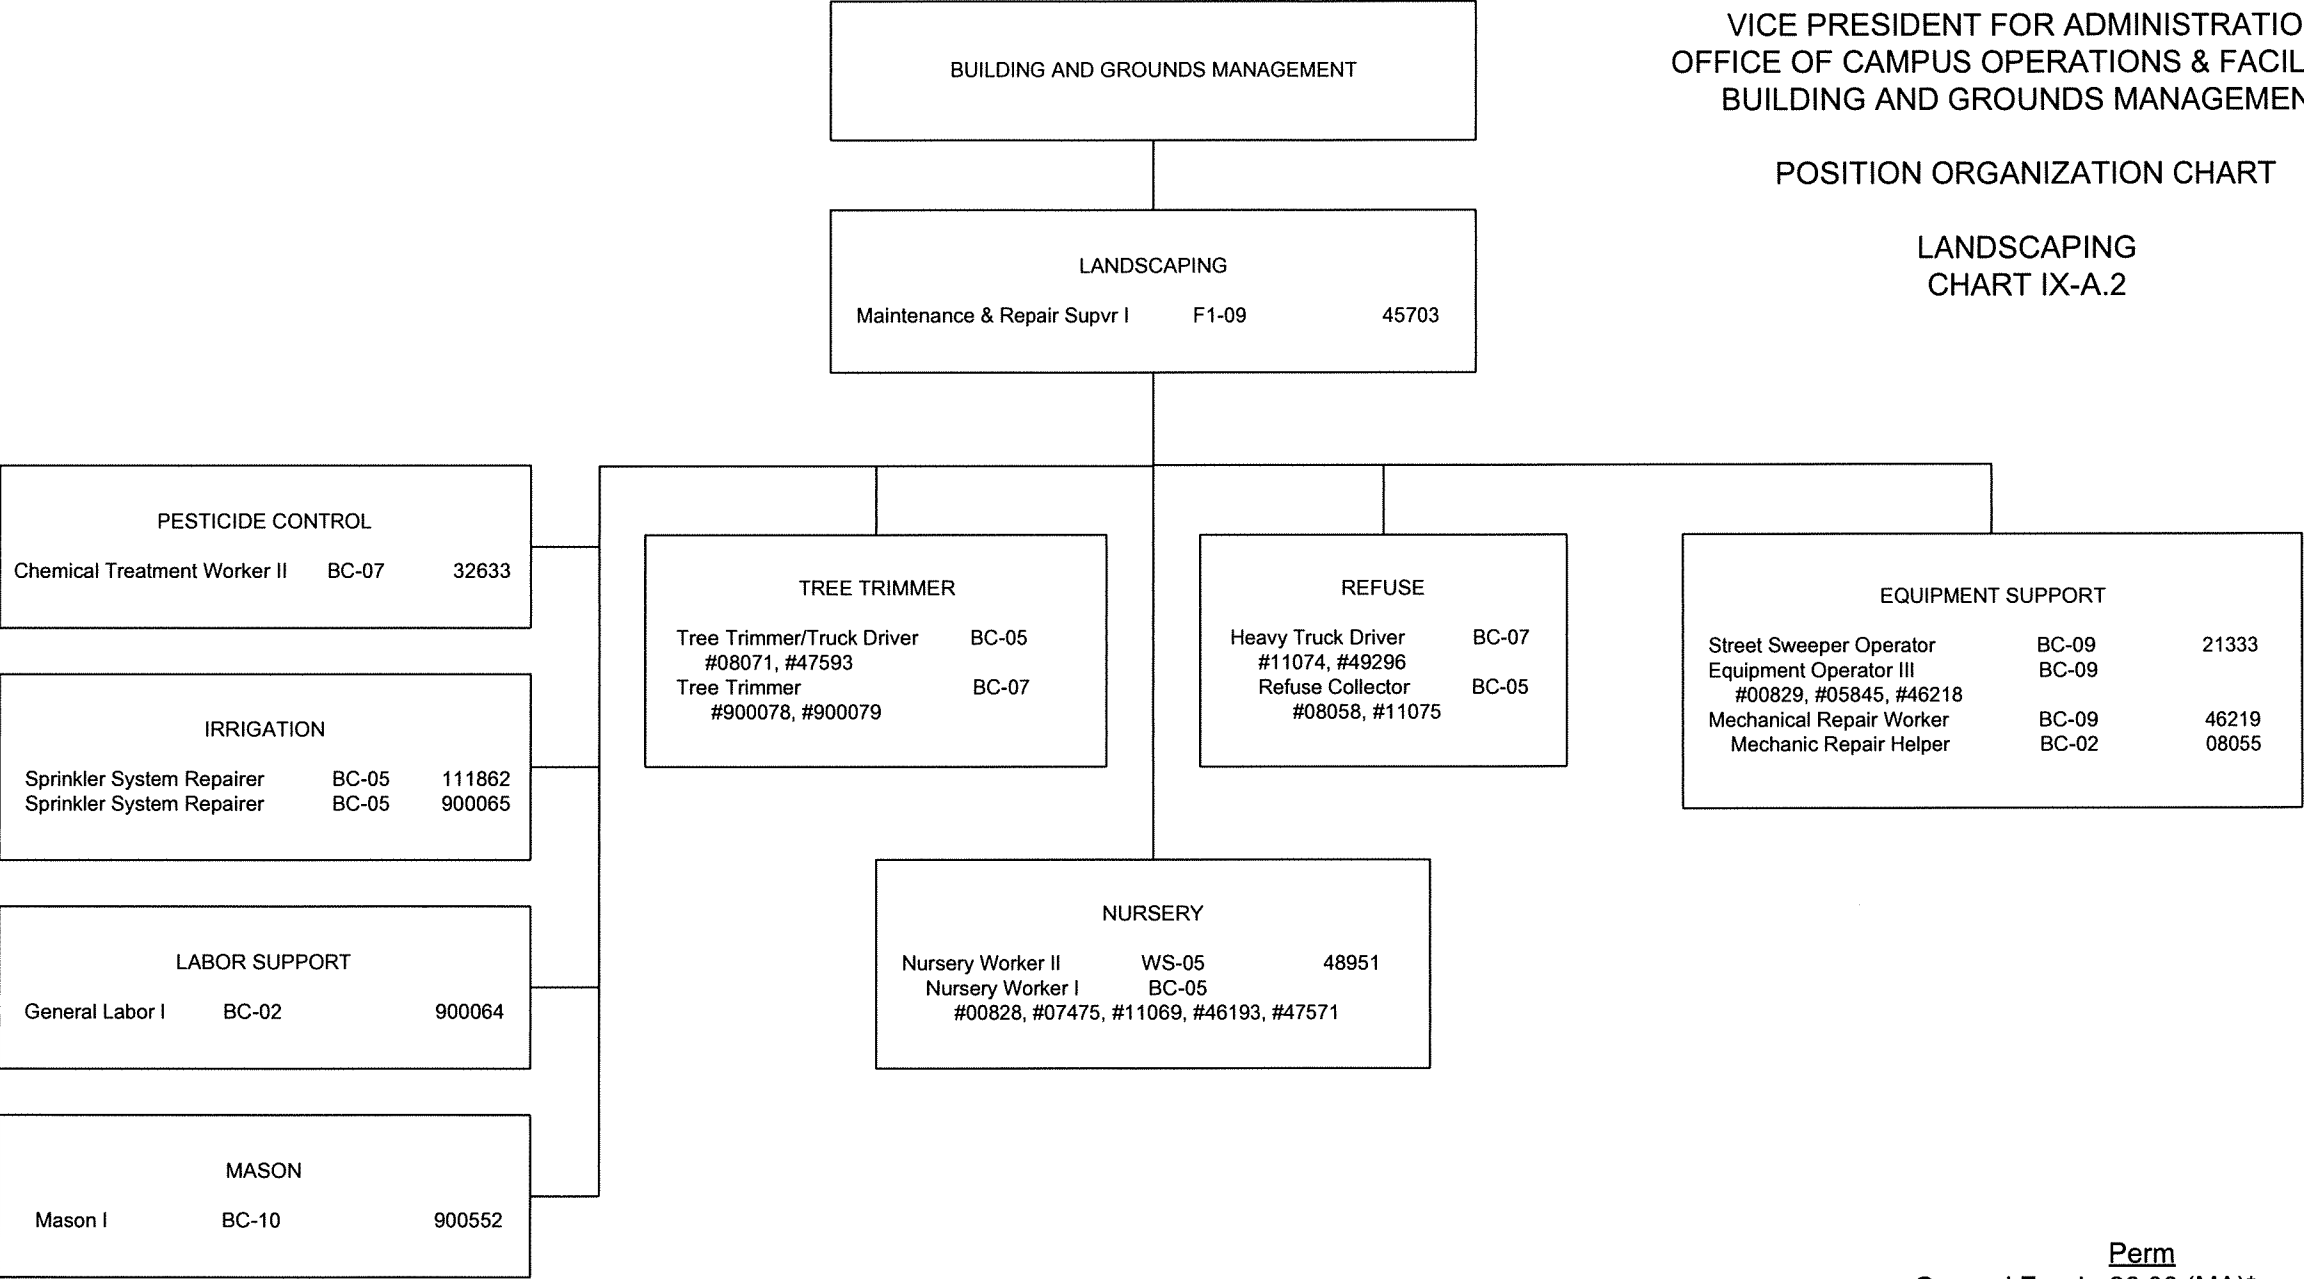 VICE PRESIDENT FOR ADMINISTRATIO
OFFICE OF CAMPUS OPERATIONS & FACIL
BUILDING AND GROUNDS MANAGEMEN
POSITION ORGANIZATION CHART
LANDSCAPING
CHART IX-A.2
BUILDING AND GROUNDS MANAGEMENT
LANDSCAPING
Maintenance & Repair Supvr I F1-09 45703
PESTICIDE CONTROL
Chemical Treatment Worker II BC-07 32633
IRRIGATION
Sprinkler System Repairer BC-05 111862
Sprinkler System Repairer BC-05 900065
LABOR SUPPORT
General Labor I BC-02 900064
MASON
Mason I BC-10 900552
TREE TRIMMER
Tree Trimmer/Truck Driver BC-05
#08071, #47593
Tree Trimmer BC-07
#900078, #900079
REFUSE
Heavy Truck Driver BC-07
#11074, #49296
Refuse Collector BC-05
#08058, #11075
EQUIPMENT SUPPORT
Street Sweeper Operator BC-09 21333
Equipment Operator III BC-09
#00829, #05845, #46218
Mechanical Repair Worker BC-09 46219
Mechanic Repair Helper BC-02 08055
NURSERY
Nursery Worker II WS-05 48951
Nursery Worker I BC-05
#00828, #07475, #11069, #46193, #47571
Perm